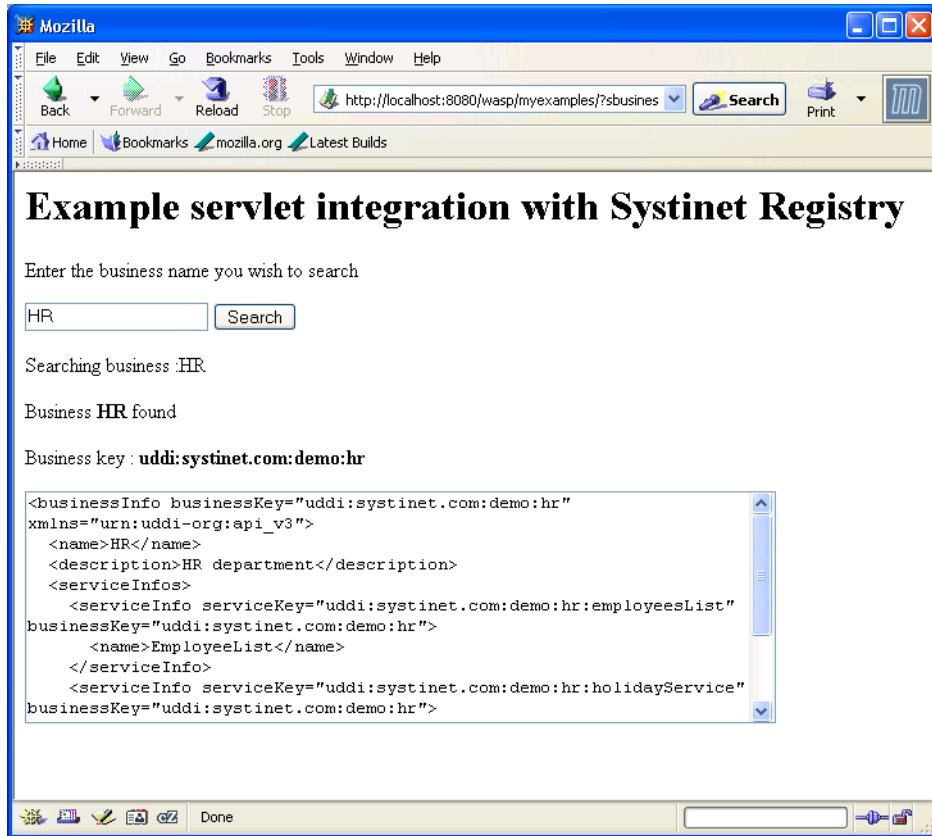 Mozilla
File Edit View Go Bookmarks Tools Window Help
Back Forward Reload Stop http://localhost:8080/wasp/myexamples/?sbusines Search Print
Home Bookmarks mozilla.org Latest Builds
Example servlet integration with Systinet Registry
Enter the business name you wish to search
HR Search
Searching business :HR
Business HR found
Business key : uddi:systinet.com:demo:hr
<businessInfo businessKey="uddi:systinet.com:demo:hr"
xmlns="urn:uddi-org:api_v3">
<name>HR</name>
<description>HR department</description>
<serviceInfos>
<serviceInfo serviceKey="uddi:systinet.com:demo:hr:employeesList"
businessKey="uddi:systinet.com:demo:hr">
<name>EmployeeList</name>
</serviceInfo>
<serviceInfo serviceKey="uddi:systinet.com:demo:hr:holidayService"
businessKey="uddi:systinet.com:demo:hr">
Done